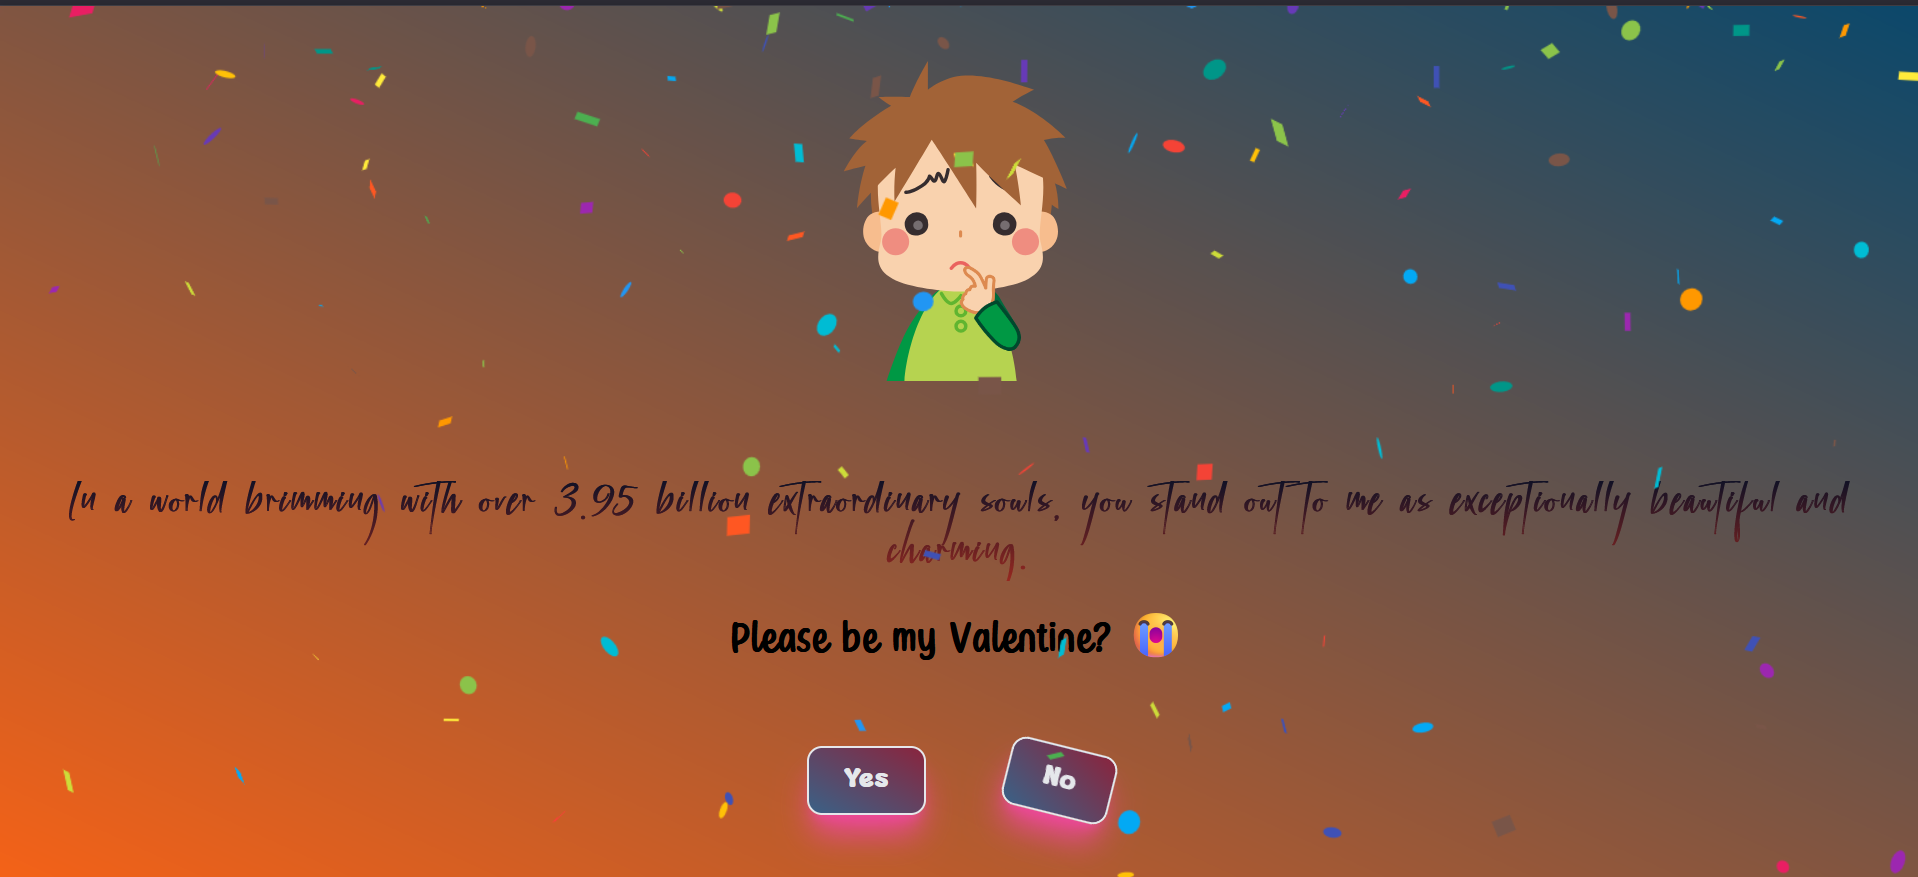 In a world brimming with over 3.95 billion extraordinary souls, you stand out to me as exceptionally beautiful and
charming.
Please be my Valentine? 😭
Yes
No